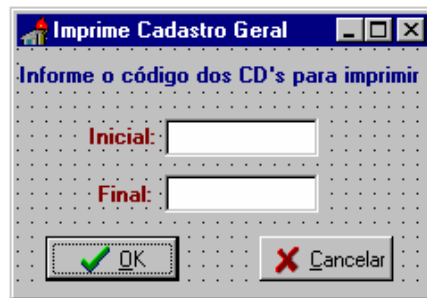 Imprime Cadastro Geral
Informe o código dos CD's para imprimir
Inicial:
Final:
OK
Cancelar